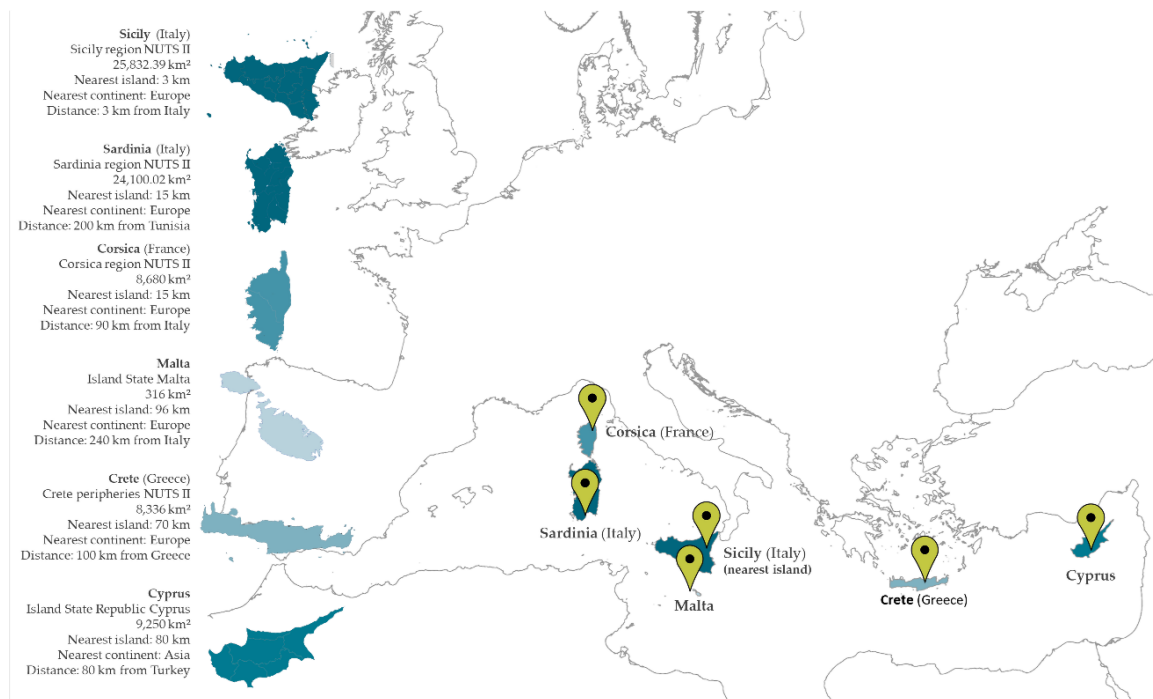 Sicily (Italy)
Sicily region NUTS II
25,832.39 km²
Nearest island: 3 km
Nearest continent: Europe
Distance: 3 km from Italy
Sardinia (Italy)
Sardinia region NUTS II
24,100.02 km²
Nearest island: 15 km
Nearest continent: Europe
Distance: 200 km from Tunisia
Corsica (France)
Corsica region NUTS II
8,680 km²
Nearest island: 15 km
Nearest continent: Europe
Distance: 90 km from Italy
Malta
Island State Malta
316 km²
Nearest island: 96 km
Nearest continent: Europe
Distance: 240 km from Italy
Crete (Greece)
Crete peripheries NUTS II
8,336 km²
Nearest island: 70 km
Nearest continent: Europe
Distance: 100 km from Greece
Cyprus
Island State Republic Cyprus
9,250 km²
Nearest island: 80 km
Nearest continent: Asia
Distance: 80 km from Turkey
Corsica (France)
Sardinia (Italy)
Sicily (Italy)
(nearest island)
Malta
Crete (Greece)
Cyprus